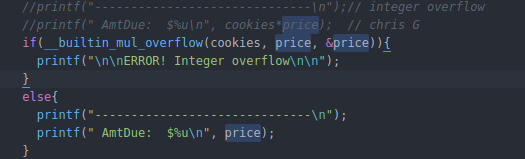 //printf("------------------------------\n");// integer overflow
//printf(" AmtDue:  $%u\n", cookies*price);  // chris G
if(__builtin_mul_overflow(cookies, price, &price)){
  printf("\n\nERROR! Integer overflow\n\n");
}
else{
  printf("------------------------------\n");
  printf(" AmtDue:  $%u\n", price);
}